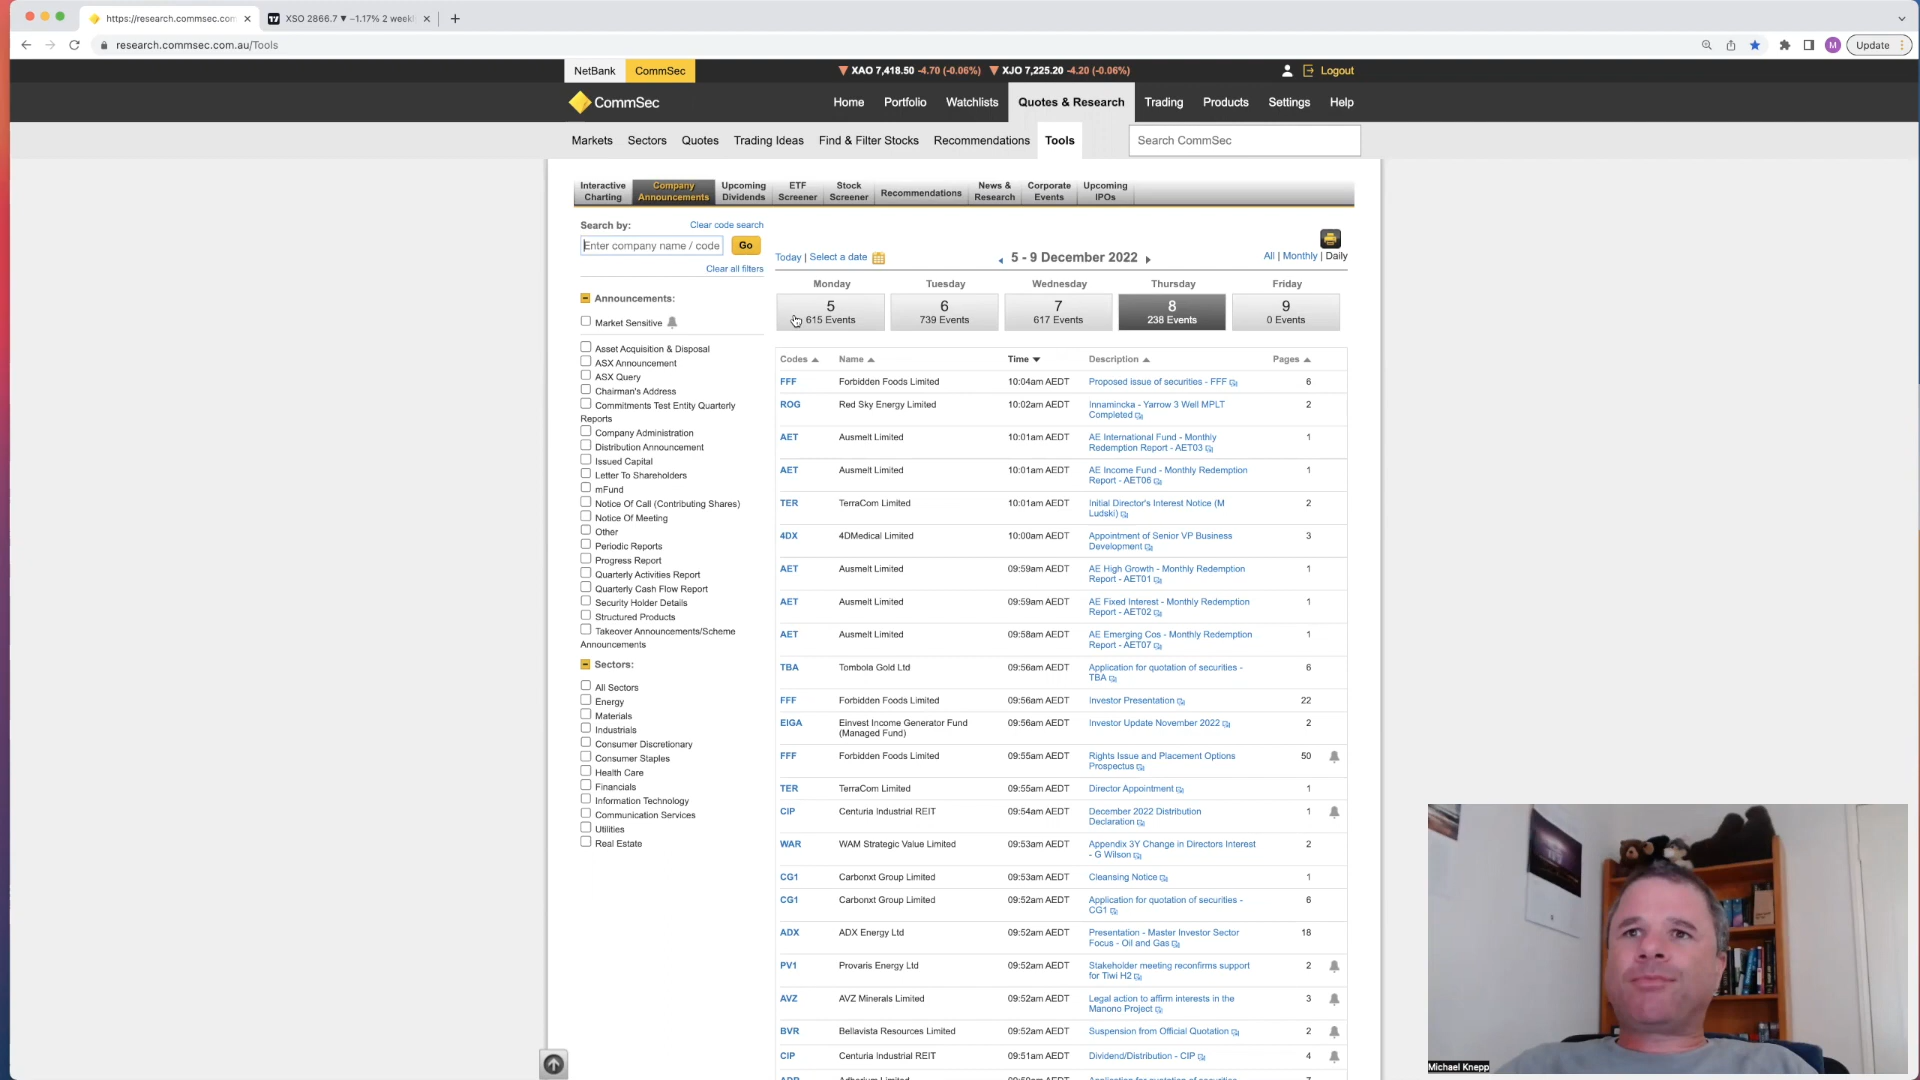 https://research.commsec.com
XSO 2866.7 ▼ −1.17% 2 weekl
research.commsec.com.au/Tools
M
Update
NetBank
CommSec
▼ XAO 7,418.50 -4.70 (-0.06%) ▼ XJO 7,225.20 -4.20 (-0.06%)
Logout
CommSec
Home Portfolio Watchlists Quotes & Research Trading Products Settings Help
Markets Sectors Quotes Trading Ideas Find & Filter Stocks Recommendations Tools
Search CommSec
Interactive Charting
Company Announcements
Upcoming Dividends
ETF Screener
Stock Screener
Recommendations
News & Research
Corporate Events
Upcoming IPOs
Search by: Clear code search
Enter company name / code Go
Clear all filters
Announcements:
Market Sensitive
Asset Acquisition & Disposal
ASX Announcement
ASX Query
Chairman's Address
Commitments Test Entity Quarterly
Reports
Company Administration
Distribution Announcement
Issued Capital
Letter To Shareholders
mFund
Notice Of Call (Contributing Shares)
Notice Of Meeting
Other
Periodic Reports
Progress Report
Quarterly Activities Report
Quarterly Cash Flow Report
Security Holder Details
Structured Products
Takeover Announcements/Scheme
Announcements
Sectors:
All Sectors
Energy
Materials
Industrials
Consumer Discretionary
Consumer Staples
Health Care
Financials
Information Technology
Communication Services
Utilities
Real Estate
Today | Select a date
5 - 9 December 2022
All | Monthly | Daily
Monday Tuesday Wednesday Thursday Friday
5 6 7 8 9
615 Events 739 Events 617 Events 238 Events 0 Events
Codes Name Time Description Pages
FFF Forbidden Foods Limited 10:04am AEDT Proposed issue of securities - FFF 6
ROG Red Sky Energy Limited 10:02am AEDT Innamincka - Yarrow 3 Well MPLT 2
Completed
AET Ausmelt Limited 10:01am AEDT AE International Fund - Monthly 1
Redemption Report - AET03
AET Ausmelt Limited 10:01am AEDT AE Income Fund - Monthly Redemption 1
Report - AET06
TER TerraCom Limited 10:01am AEDT Initial Director's Interest Notice (M 2
Ludski)
4DX 4DMedical Limited 10:00am AEDT Appointment of Senior VP Business 3
Development
AET Ausmelt Limited 09:59am AEDT AE High Growth - Monthly Redemption 1
Report - AET01
AET Ausmelt Limited 09:59am AEDT AE Fixed Interest - Monthly Redemption 1
Report - AET02
AET Ausmelt Limited 09:58am AEDT AE Emerging Cos - Monthly Redemption 1
Report - AET07
TBA Tombola Gold Ltd 09:56am AEDT Application for quotation of securities - 6
TBA
FFF Forbidden Foods Limited 09:56am AEDT Investor Presentation 22
EIGA Einvest Income Generator Fund 09:56am AEDT Investor Update November 2022 2
(Managed Fund)
FFF Forbidden Foods Limited 09:55am AEDT Rights Issue and Placement Options 50
Prospectus
TER TerraCom Limited 09:55am AEDT Director Appointment 1
CIP Centuria Industrial REIT 09:54am AEDT December 2022 Distribution 1
Declaration
WAR WAM Strategic Value Limited 09:53am AEDT Appendix 3Y Change in Directors Interest 2
- G Wilson
CG1 Carbonxt Group Limited 09:53am AEDT Cleansing Notice 1
CG1 Carbonxt Group Limited 09:52am AEDT Application for quotation of securities - 6
CG1
ADX ADX Energy Ltd 09:52am AEDT Presentation - Master Investor Sector 18
Focus - Oil and Gas
PV1 Provaris Energy Ltd 09:52am AEDT Stakeholder meeting reconfirms support 2
for Tiwi H2
AVZ AVZ Minerals Limited 09:52am AEDT Legal action to affirm interests in the 3
Manono Project
BVR Bellavista Resources Limited 09:52am AEDT Suspension from Official Quotation 2
CIP Centuria Industrial REIT 09:51am AEDT Dividend/Distribution - CIP 4
Michael Knepp